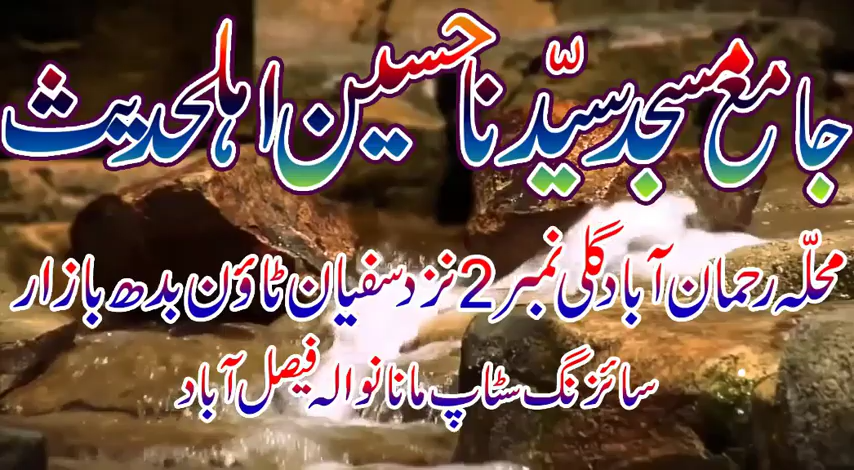 جامع مسجد سیّدنا حسین اہلحدیث
محلّہ رحمان آباد گلی نمبر 2 نزد سفیان ٹاؤن بدھ بازار
سائزنگ سٹاپ مانانوالہ فیصل آباد